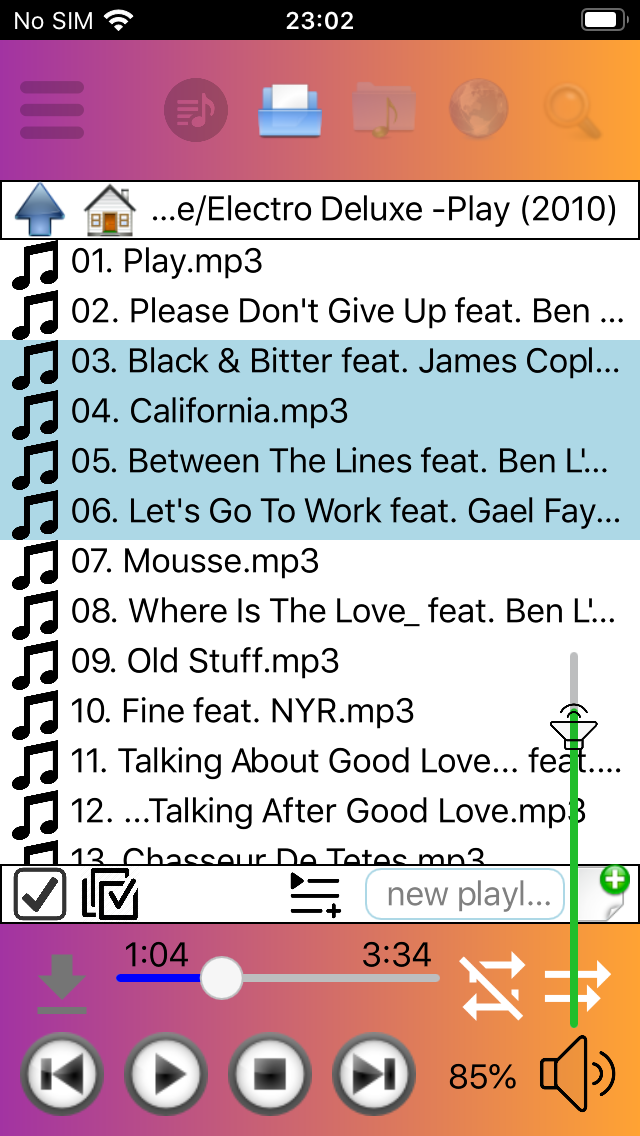 No SIM 23:02
...e/Electro Deluxe -Play (2010)
01. Play.mp3
02. Please Don't Give Up feat. Ben ...
03. Black & Bitter feat. James Copl...
04. California.mp3
05. Between The Lines feat. Ben L'...
06. Let's Go To Work feat. Gael Fay...
07. Mousse.mp3
08. Where Is The Love_ feat. Ben L'...
09. Old Stuff.mp3
10. Fine feat. NYR.mp3
11. Talking About Good Love... feat....
12. ...Talking After Good Love.mp3
13. Chasseur De Tetes.mp3
new playl...
1:04 3:34
85%